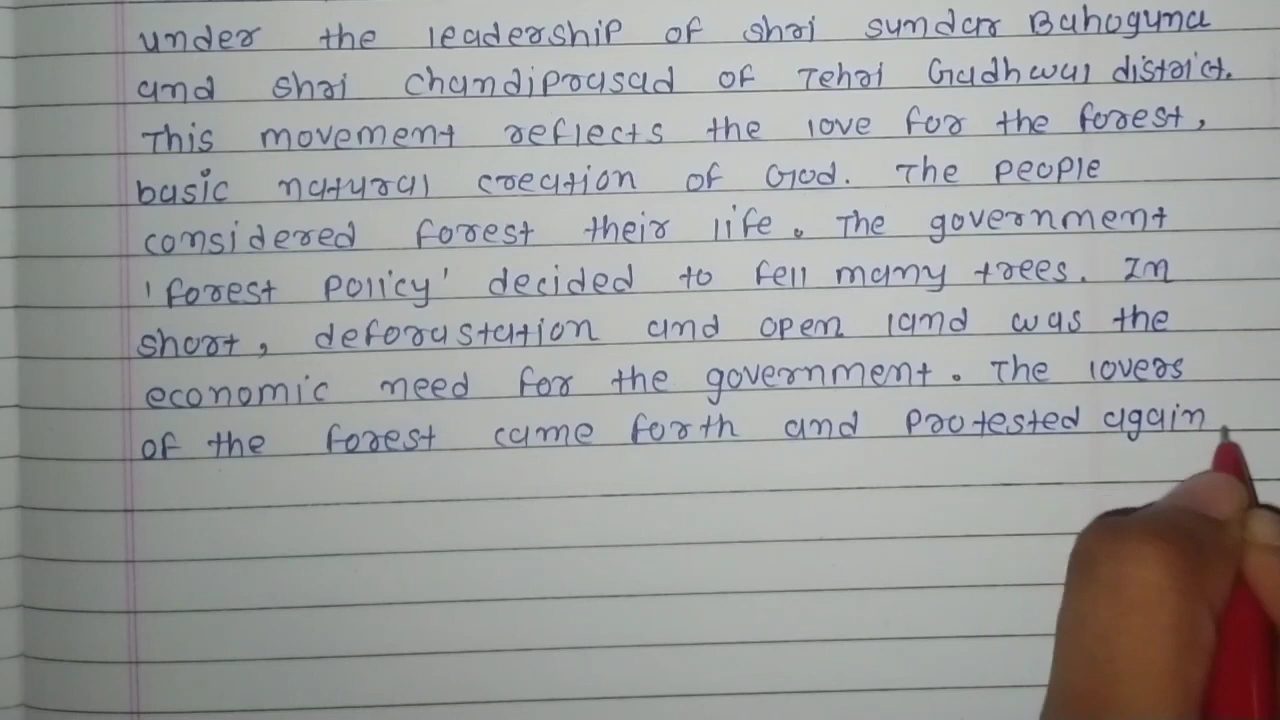 under the leadership of shri sundar Bahoguna
and shri chandiprasad of Tehri Gadhwal district.
This movement reflects the love for the forest,
basic natural creation of God. The people
considered forest their life. The government
'forest policy' decided to fell many trees. In
short, deforastation and open land was the
economic need for the government. The lovers
of the forest came forth and protested again